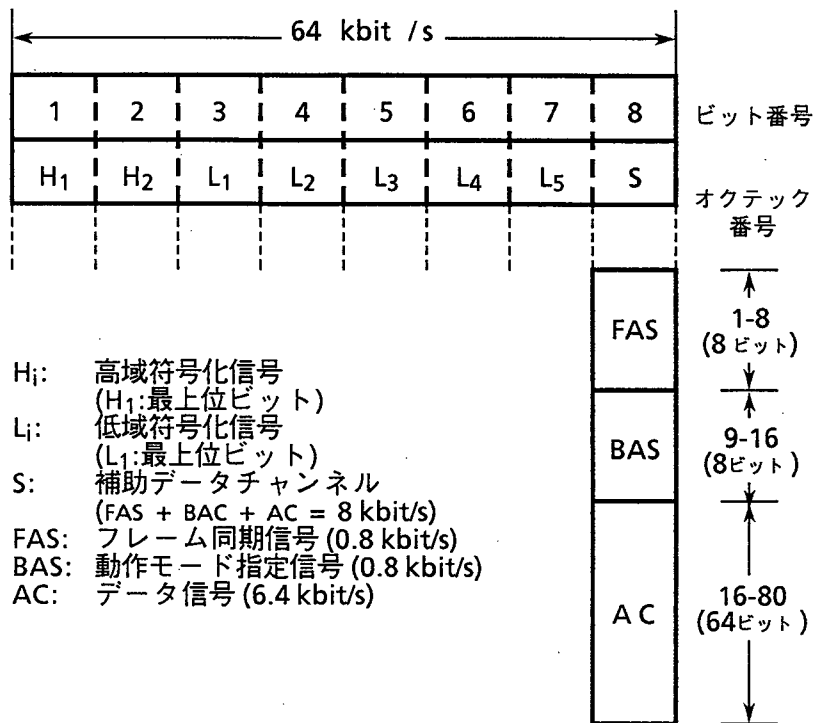 64 kbit /s
1 2 3 4 5 6 7 8 ビット番号
H1 H2 L1 L2 L3 L4 L5 S
オクテック
番号
FAS
1-8
(8 ビット)
BAS
9-16
(8ビット)
A C
16-80
(64ビット)
Hi: 高域符号化信号
(H1:最上位ビット)
Li: 低域符号化信号
(L1:最上位ビット)
S: 補助データチャンネル
(FAS + BAC + AC = 8 kbit/s)
FAS: フレーム同期信号 (0.8 kbit/s)
BAS: 動作モード指定信号 (0.8 kbit/s)
AC: データ信号 (6.4 kbit/s)